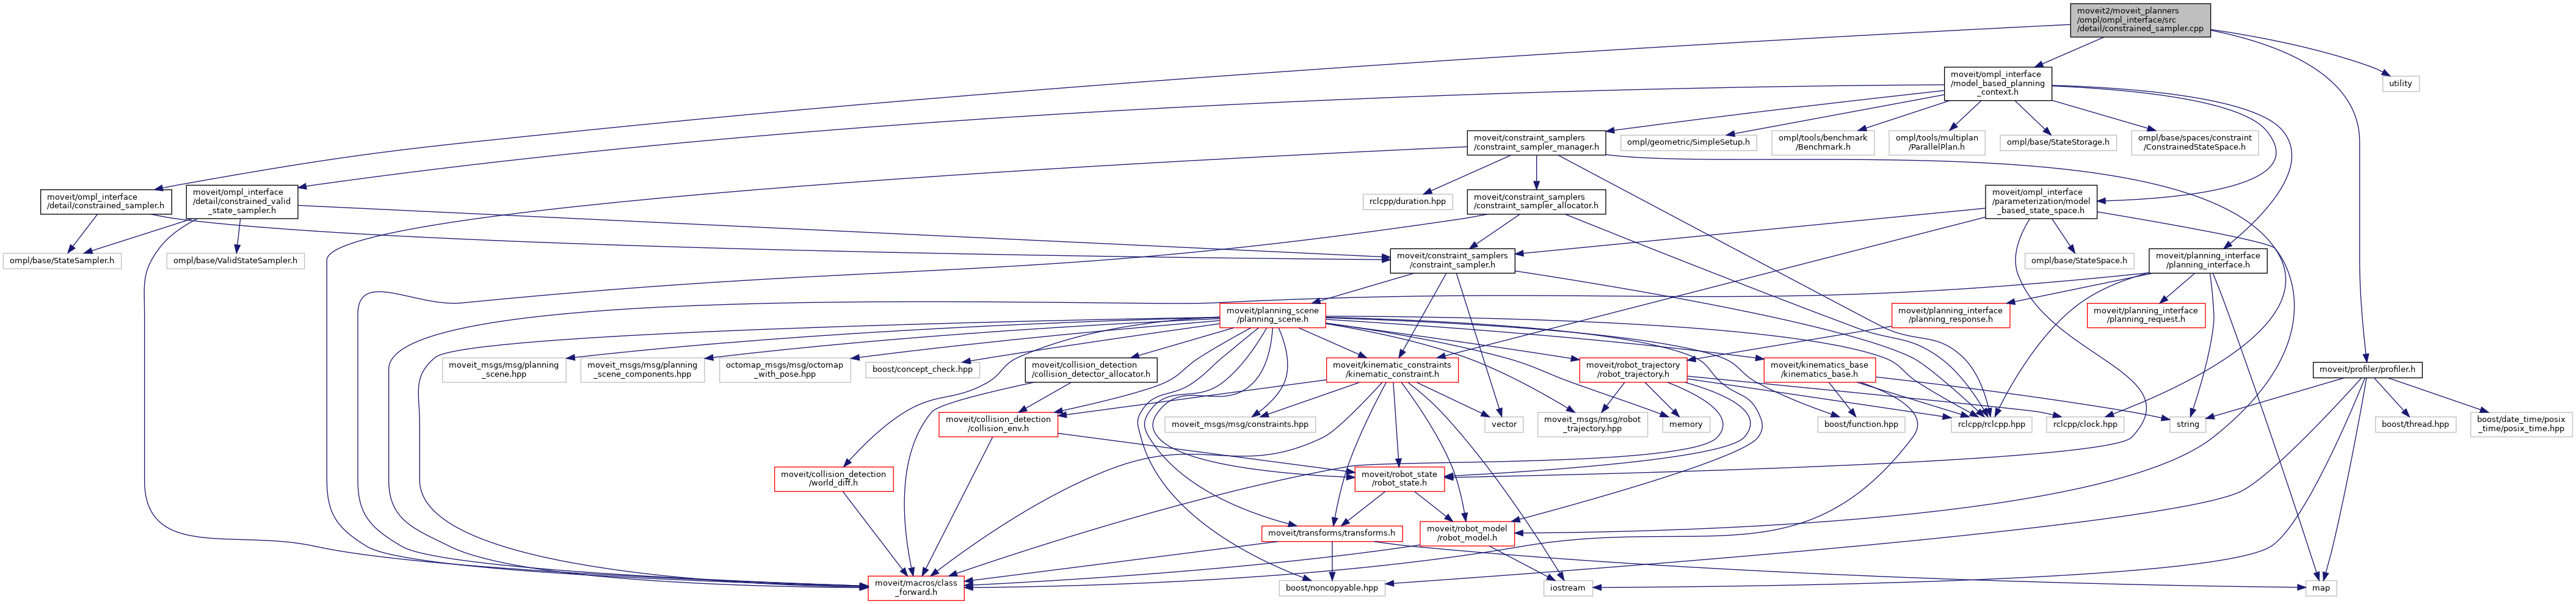 moveit2/moveit_planners
/ompl/ompl_interface/src
/detail/constrained_sampler.cpp
moveit/ompl_interface
/model_based_planning
_context.h
utility
moveit/constraint_samplers
/constraint_sampler_manager.h
ompl/geometric/SimpleSetup.h
ompl/tools/benchmark
/Benchmark.h
ompl/tools/multiplan
/ParallelPlan.h
ompl/base/StateStorage.h
ompl/base/spaces/constraint
/ConstrainedStateSpace.h
moveit/ompl_interface
/detail/constrained_sampler.h
moveit/ompl_interface
/detail/constrained_valid
_state_sampler.h
rclcpp/duration.hpp
moveit/constraint_samplers
/constraint_sampler_allocator.h
moveit/ompl_interface
/parameterization/model
_based_state_space.h
ompl/base/StateSampler.h
ompl/base/ValidStateSampler.h
moveit/constraint_samplers
/constraint_sampler.h
ompl/base/StateSpace.h
moveit/planning_interface
/planning_interface.h
moveit/planning_scene
/planning_scene.h
moveit/planning_interface
/planning_response.h
moveit/planning_interface
/planning_request.h
moveit_msgs/msg/planning
_scene.hpp
moveit_msgs/msg/planning
_scene_components.hpp
octomap_msgs/msg/octomap
_with_pose.hpp
boost/concept_check.hpp
moveit/collision_detection
/collision_detector_allocator.h
moveit/kinematic_constraints
/kinematic_constraint.h
moveit/robot_trajectory
/robot_trajectory.h
moveit/kinematics_base
/kinematics_base.h
moveit/profiler/profiler.h
moveit/collision_detection
/collision_env.h
moveit_msgs/msg/constraints.hpp
vector
moveit_msgs/msg/robot
_trajectory.hpp
memory
boost/function.hpp
rclcpp/rclcpp.hpp
rclcpp/clock.hpp
string
boost/thread.hpp
boost/date_time/posix
_time/posix_time.hpp
moveit/collision_detection
/world_diff.h
moveit/robot_state
/robot_state.h
moveit/transforms/transforms.h
moveit/robot_model
/robot_model.h
moveit/macros/class
_forward.h
boost/noncopyable.hpp
iostream
map